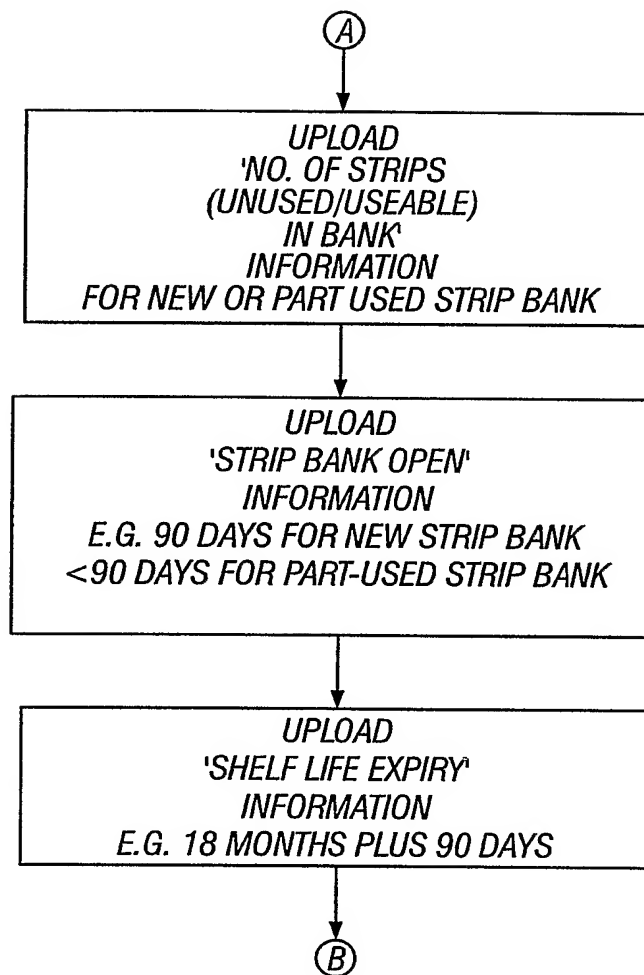 A
UPLOAD
'NO. OF STRIPS
(UNUSED/USEABLE)
IN BANK'
INFORMATION
FOR NEW OR PART USED STRIP BANK
UPLOAD
'STRIP BANK OPEN'
INFORMATION
E.G. 90 DAYS FOR NEW STRIP BANK
<90 DAYS FOR PART-USED STRIP BANK
UPLOAD
'SHELF LIFE EXPIRY'
INFORMATION
E.G. 18 MONTHS PLUS 90 DAYS
B